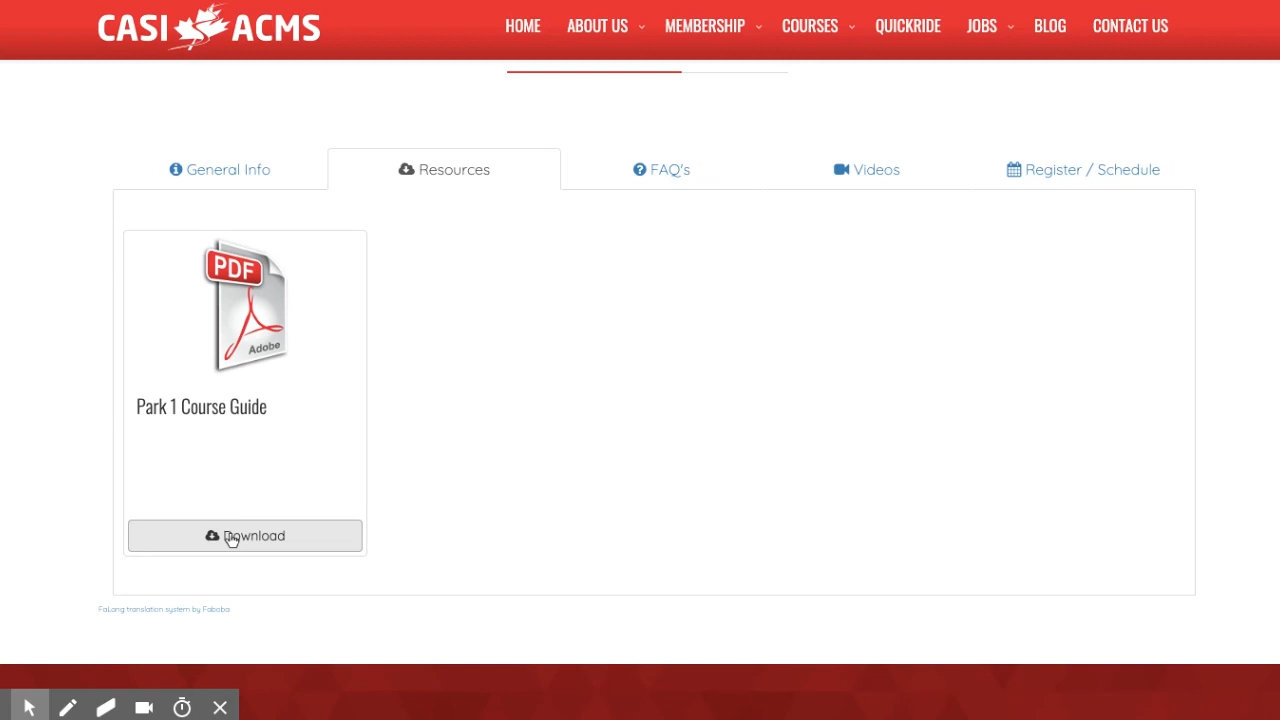 CASI ACMS
HOME ABOUT US MEMBERSHIP COURSES QUICKRIDE JOBS BLOG CONTACT US
General Info Resources FAQ's Videos Register / Schedule
PDF
Adobe
Park 1 Course Guide
Download
FaLang translation system by Faboba